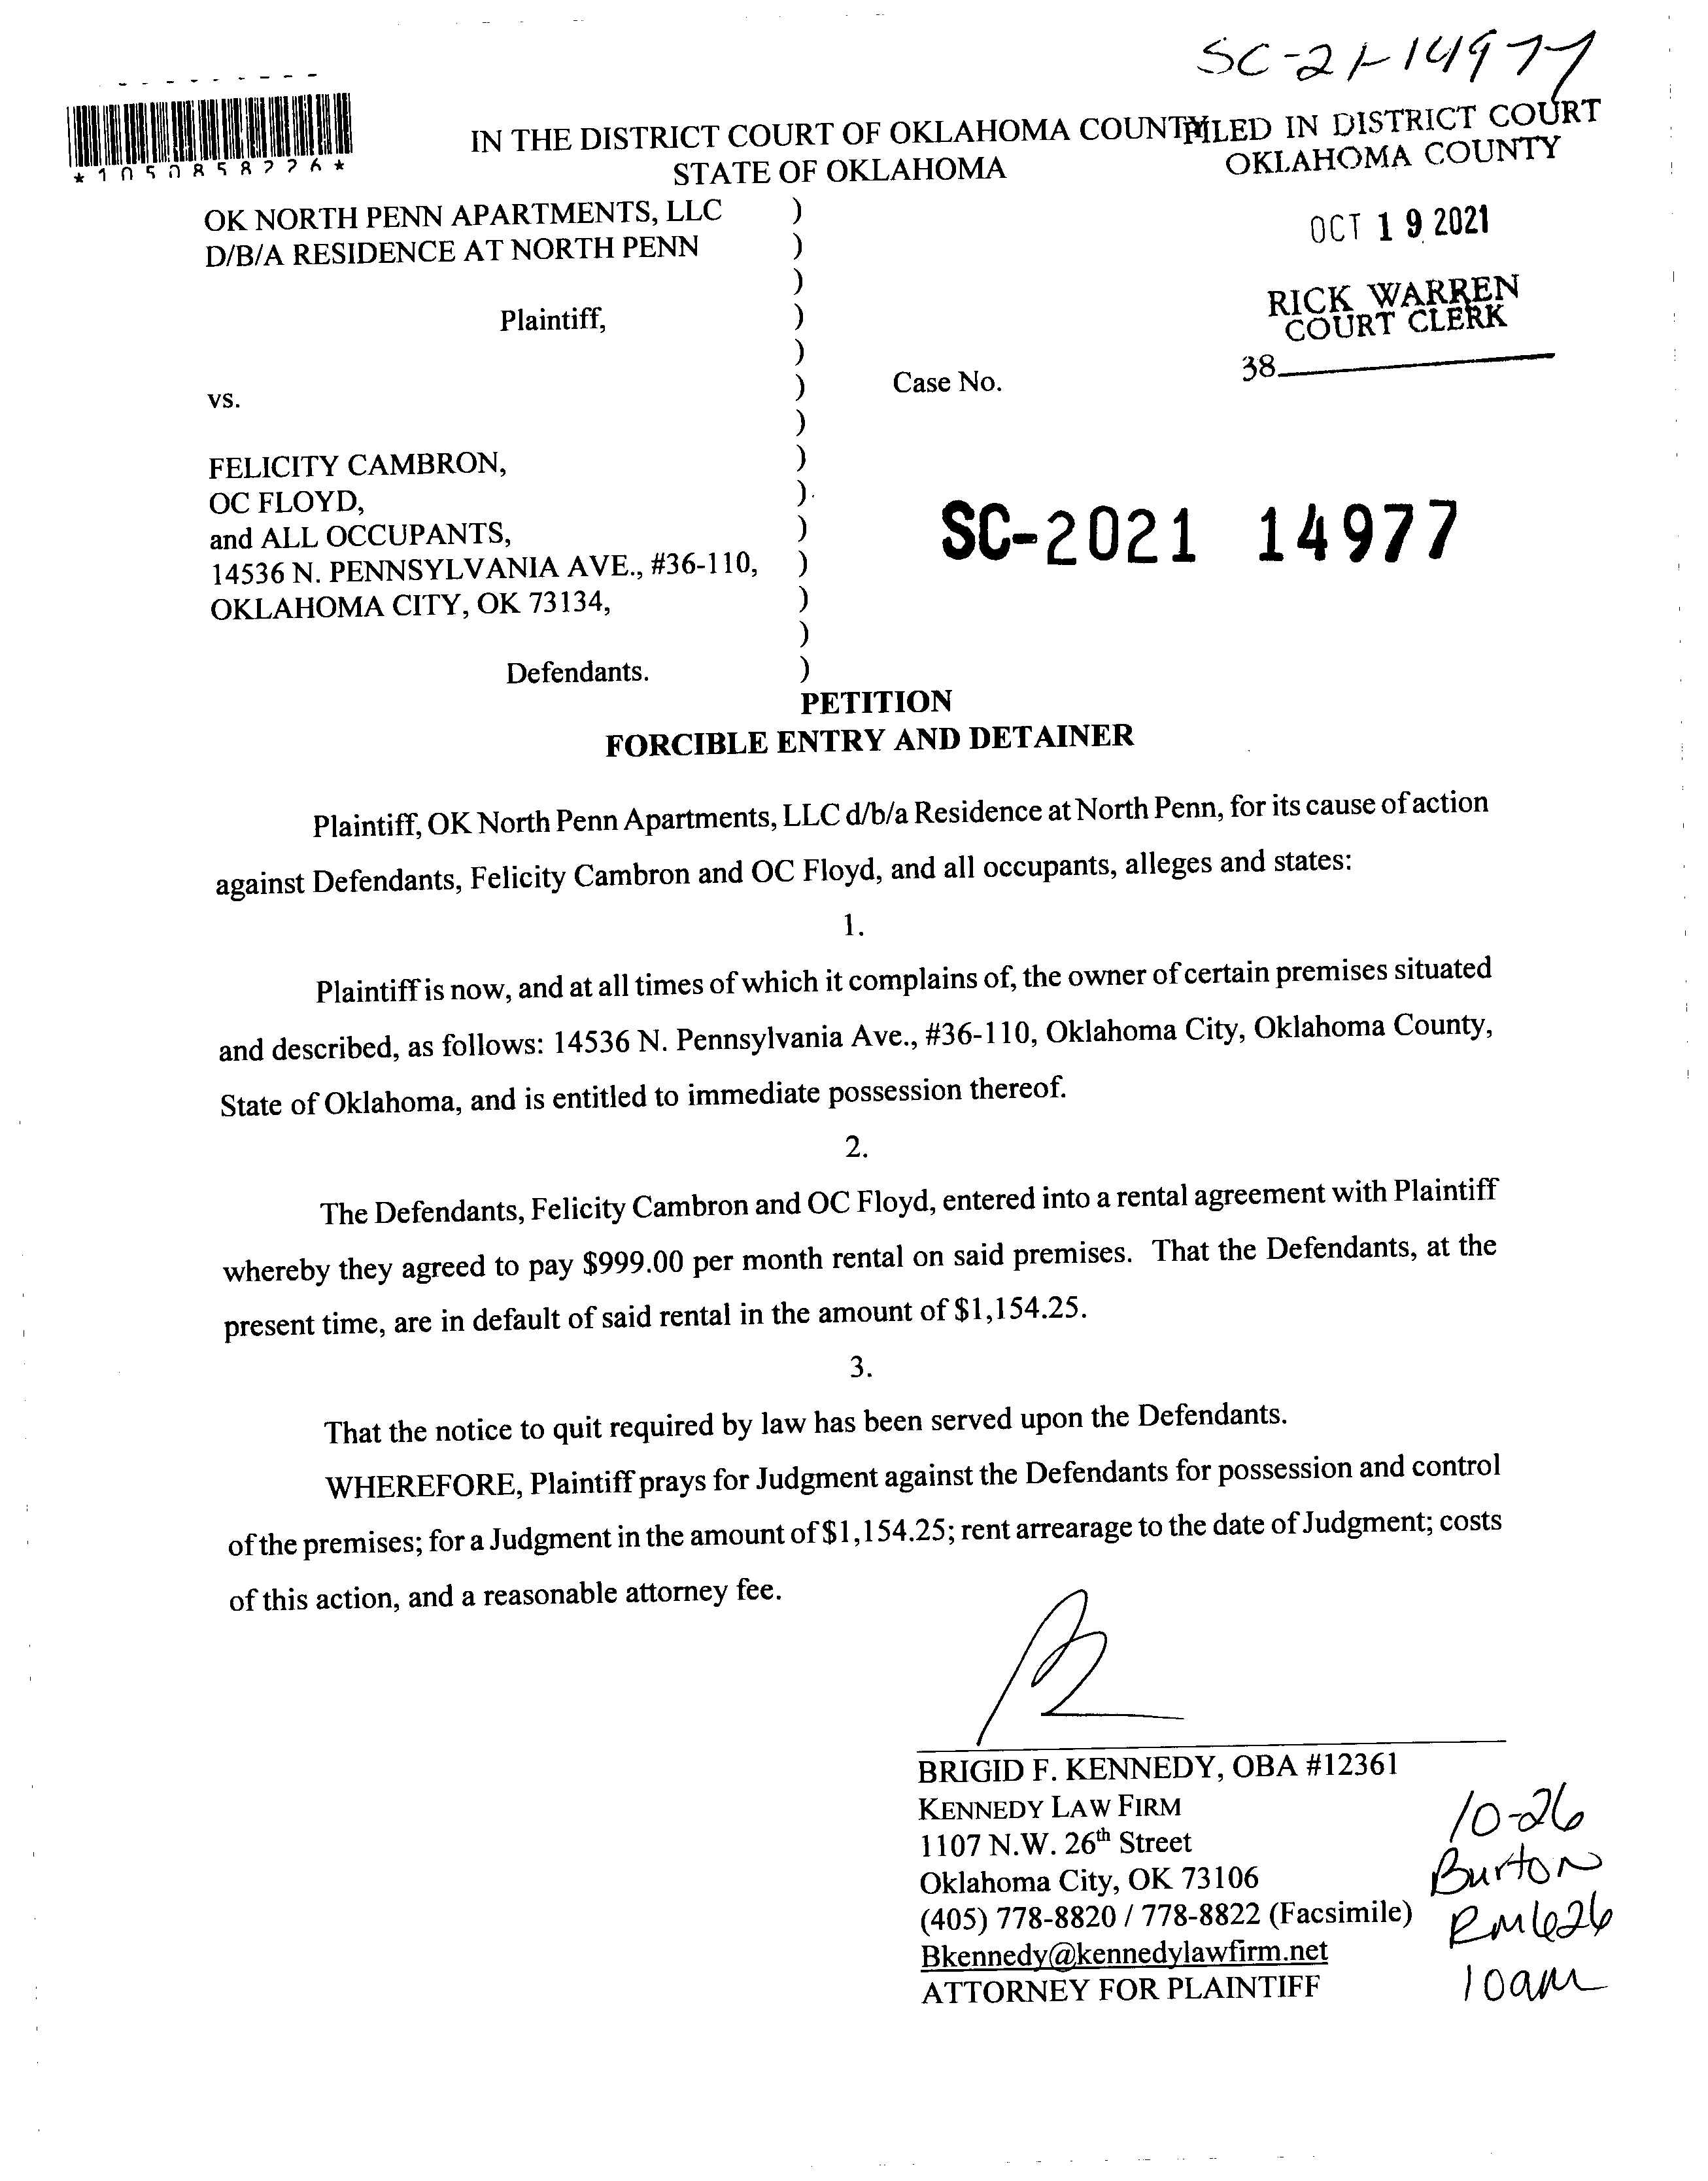 SC-21-14977
*1050858226*
IN THE DISTRICT COURT OF OKLAHOMA COUNTY
STATE OF OKLAHOMA
FILED IN DISTRICT COURT
OKLAHOMA COUNTY
OCT 19 2021
RICK WARREN
COURT CLERK
38
OK NORTH PENN APARTMENTS, LLC )
D/B/A RESIDENCE AT NORTH PENN )
)
Plaintiff, )
)
vs. ) Case No.
)
FELICITY CAMBRON, )
OC FLOYD, )
and ALL OCCUPANTS, ) SC-2021 14977
14536 N. PENNSYLVANIA AVE., #36-110, )
OKLAHOMA CITY, OK 73134, )
)
Defendants. )
PETITION
FORCIBLE ENTRY AND DETAINER
Plaintiff, OK North Penn Apartments, LLC d/b/a Residence at North Penn, for its cause of action
against Defendants, Felicity Cambron and OC Floyd, and all occupants, alleges and states:
1.
Plaintiff is now, and at all times of which it complains of, the owner of certain premises situated
and described, as follows: 14536 N. Pennsylvania Ave., #36-110, Oklahoma City, Oklahoma County,
State of Oklahoma, and is entitled to immediate possession thereof.
2.
The Defendants, Felicity Cambron and OC Floyd, entered into a rental agreement with Plaintiff
whereby they agreed to pay $999.00 per month rental on said premises. That the Defendants, at the
present time, are in default of said rental in the amount of $1,154.25.
3.
That the notice to quit required by law has been served upon the Defendants.
WHEREFORE, Plaintiff prays for Judgment against the Defendants for possession and control
of the premises; for a Judgment in the amount of $1,154.25; rent arrearage to the date of Judgment; costs
of this action, and a reasonable attorney fee.
BRIGID F. KENNEDY, OBA #12361
KENNEDY LAW FIRM
1107 N.W. 26th Street
Oklahoma City, OK 73106
(405) 778-8820 / 778-8822 (Facsimile)
Bkennedy@kennedylawfirm.net
ATTORNEY FOR PLAINTIFF
10-26
Burton
RM626
10am